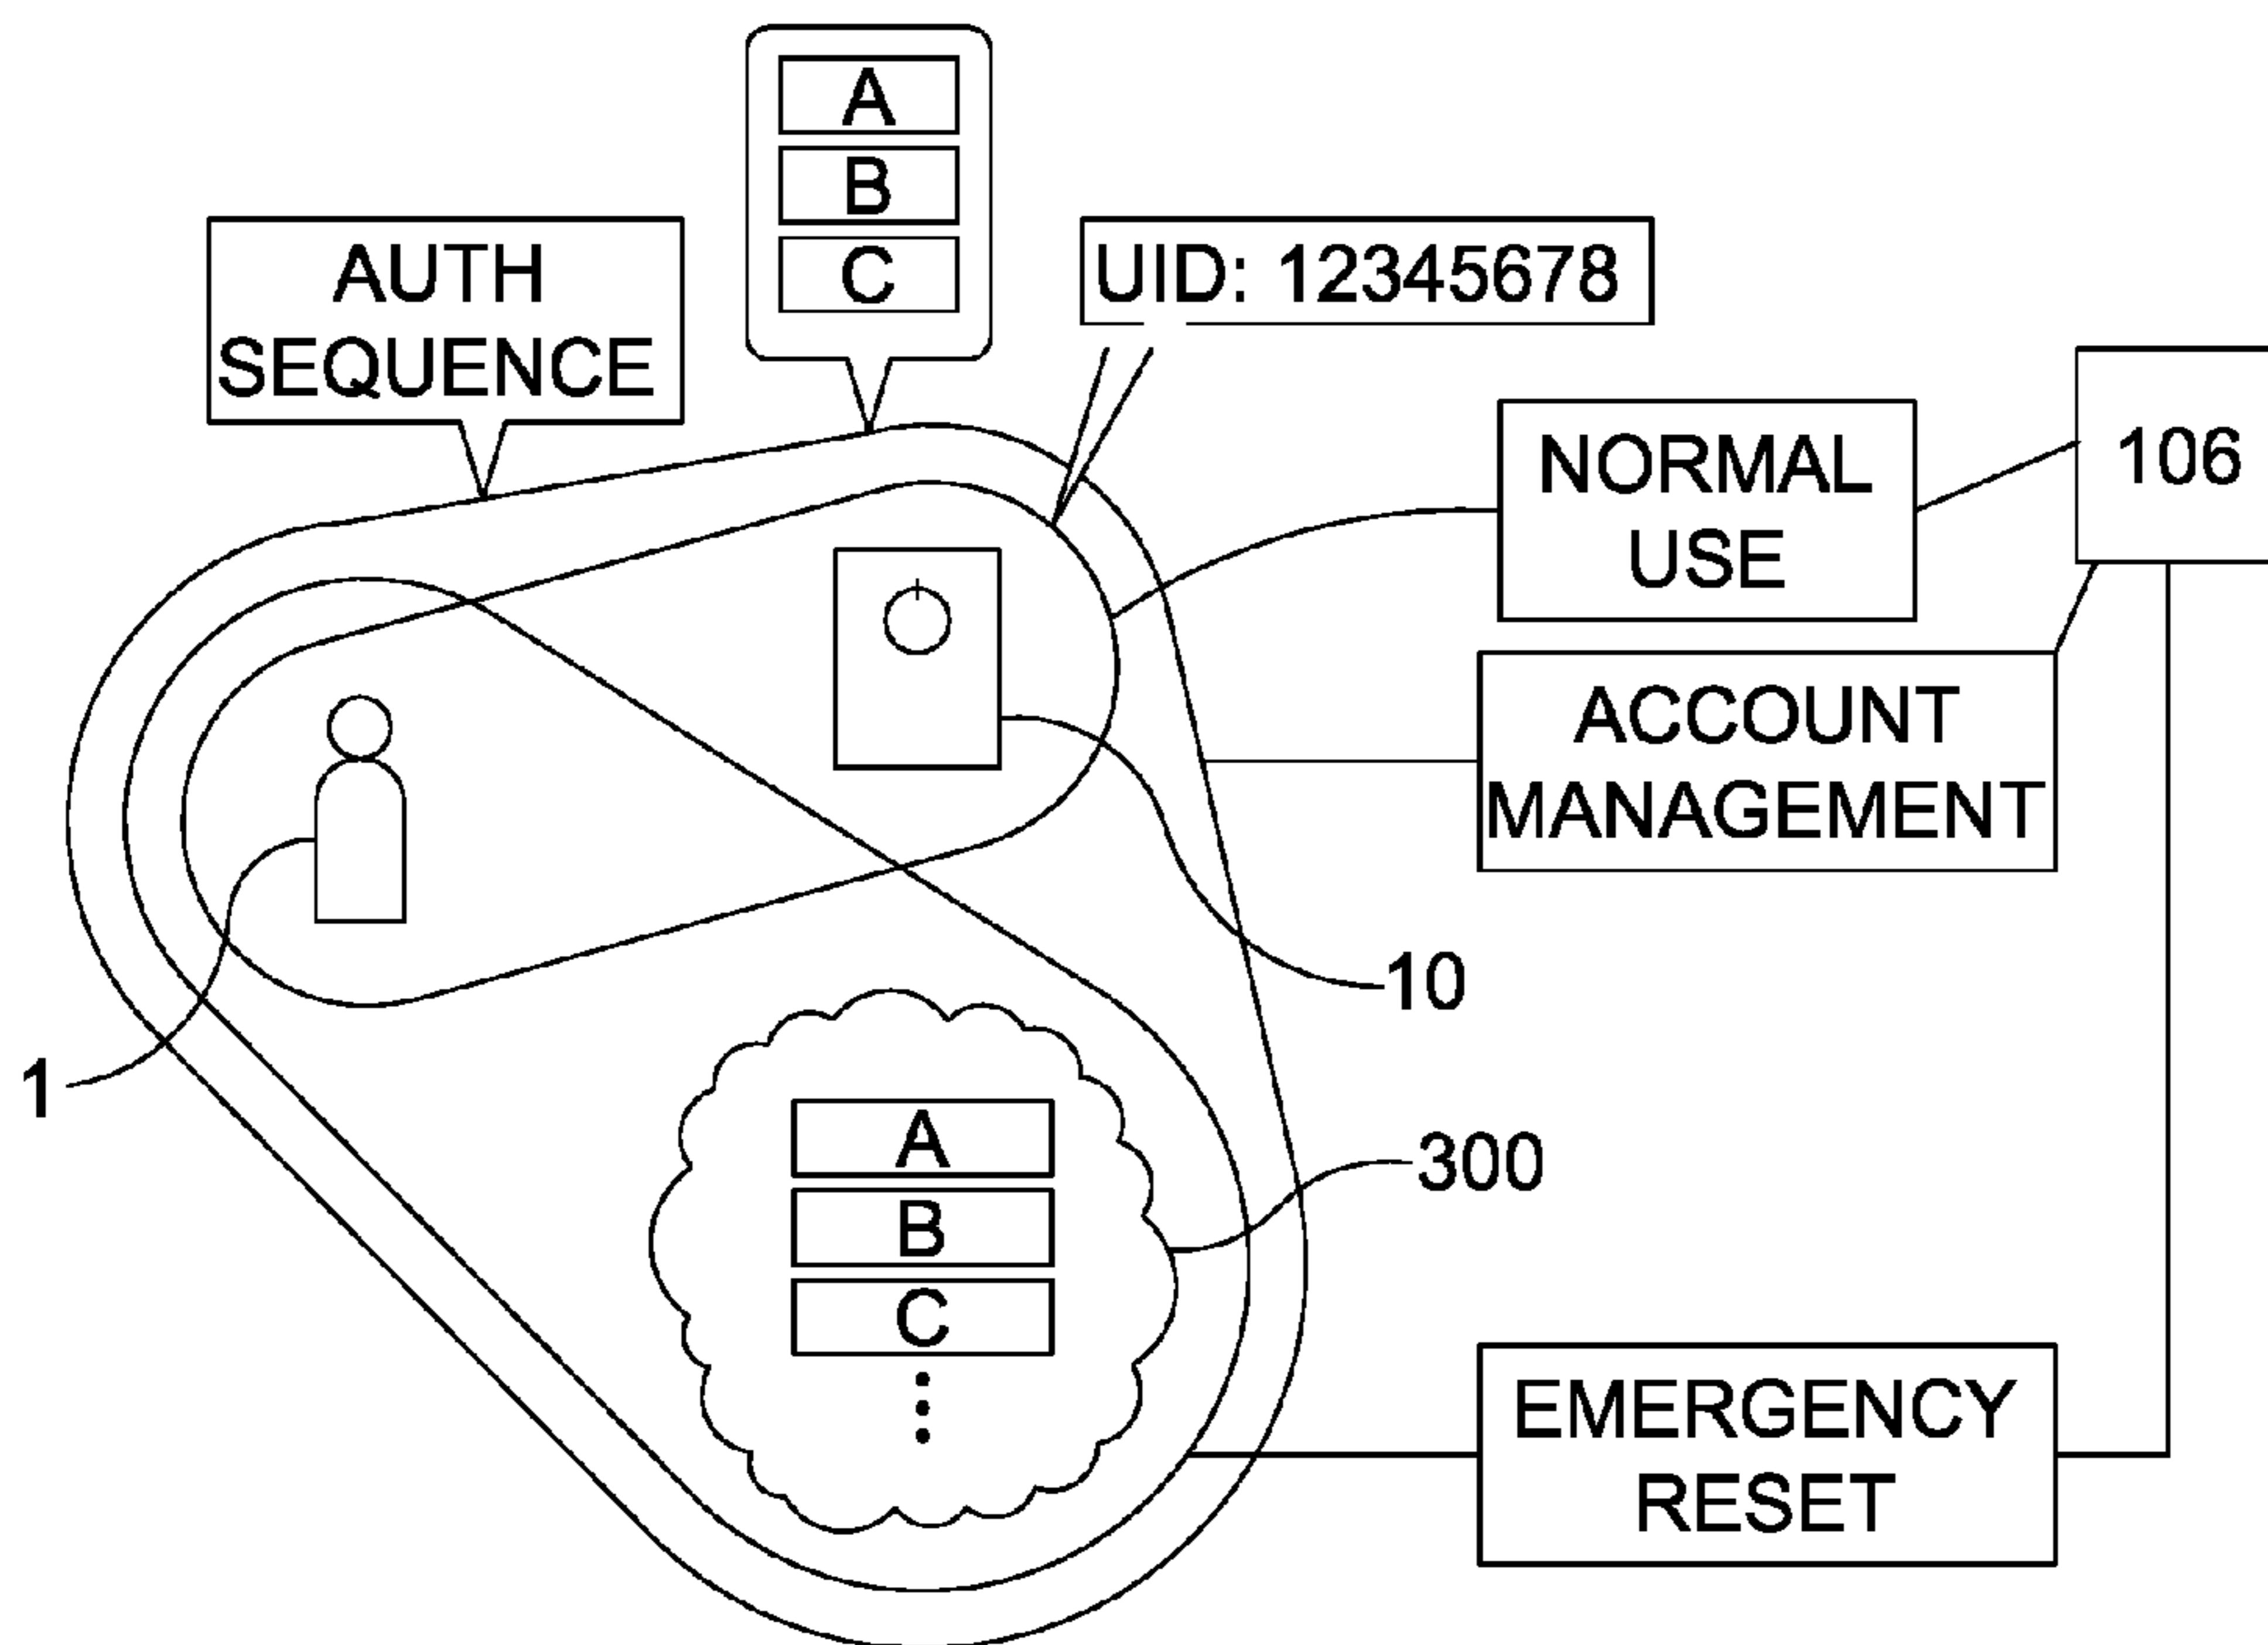 A
B
C
AUTH
SEQUENCE
UID: 12345678
NORMAL
USE
106
ACCOUNT
MANAGEMENT
10
1
A
B
C
300
EMERGENCY
RESET